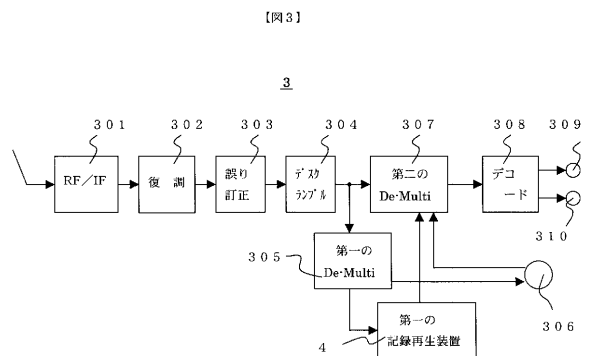 【図３】
3
３０１
３０２
３０３
３０４
３０７
３０８
３０９
RF／IF
復 調
誤り
訂正
ﾃﾞｽｸ
ﾗﾝﾌﾞﾙ
第二の
De･Multi
デコ
ード
３１０
３０５
第一の
De･Multi
３０６
第一の
記録再生装置
4